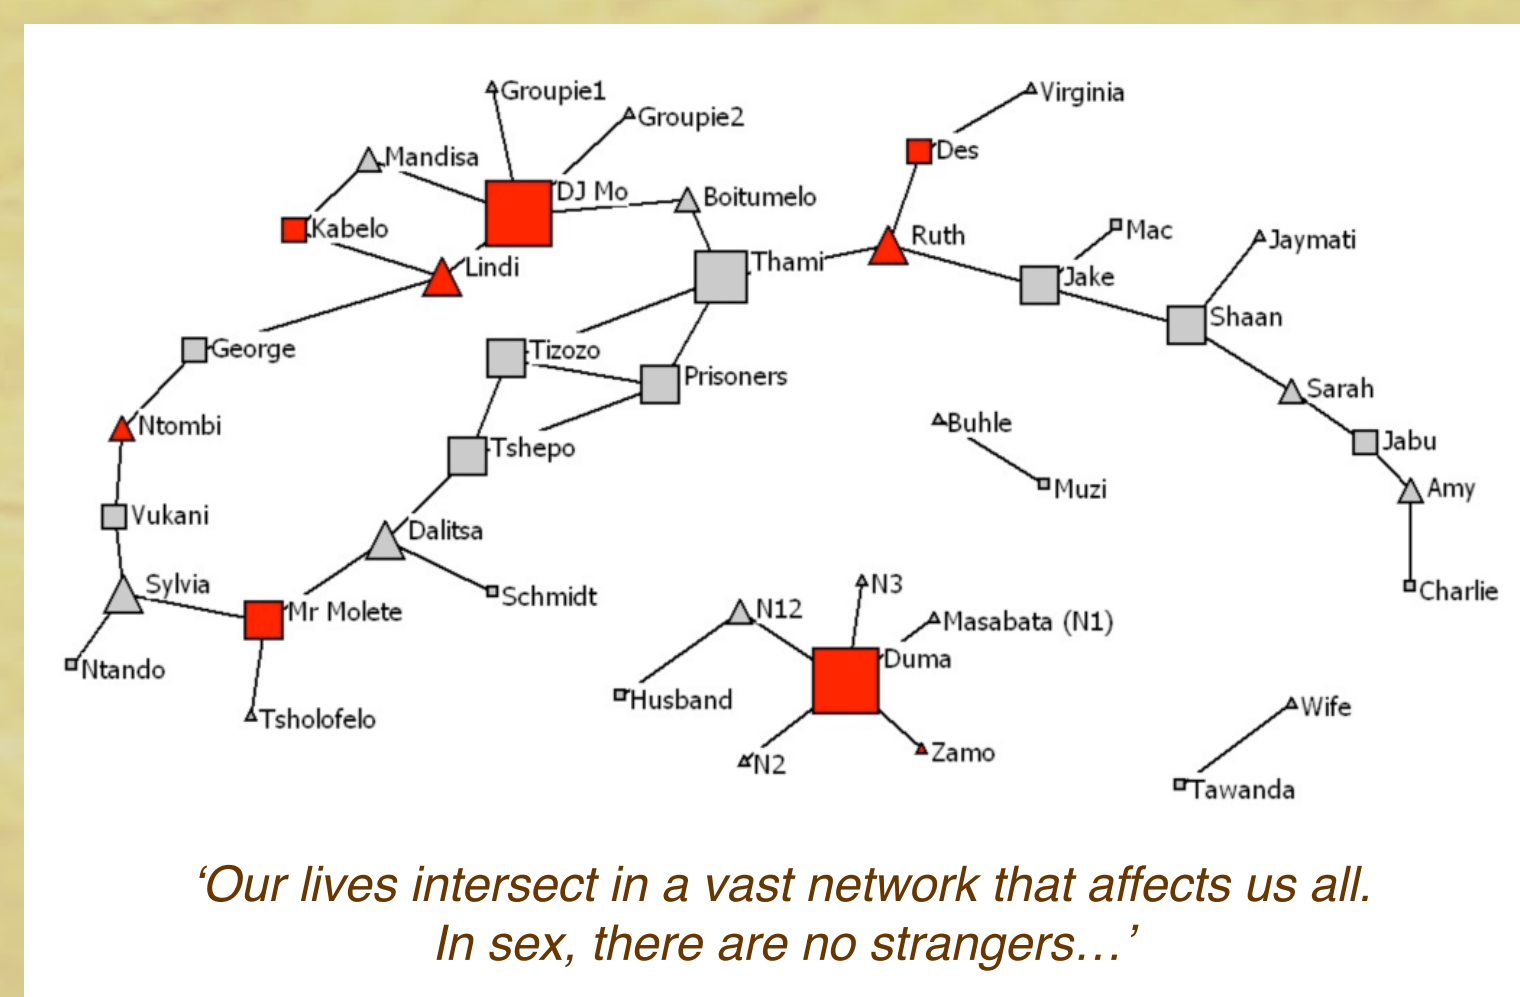 Groupie1
Virginia
Groupie2
Mandisa
Des
DJ Mo
Boitumelo
Kabelo
Ruth
Mac
Jaymati
Lindi
Thami
Jake
Shaan
George
Tizozo
Prisoners
Sarah
Ntombi
Buhle
Jabu
Tshepo
Muzi
Amy
Vukani
Dalitsa
Sylvia
Schmidt
N3
Charlie
Mr Molete
N12
Masabata (N1)
Ntando
Duma
Husband
Tsholofelo
Wife
N2
Zamo
Tawanda
‘Our lives intersect in a vast network that affects us all.
In sex, there are no strangers…’